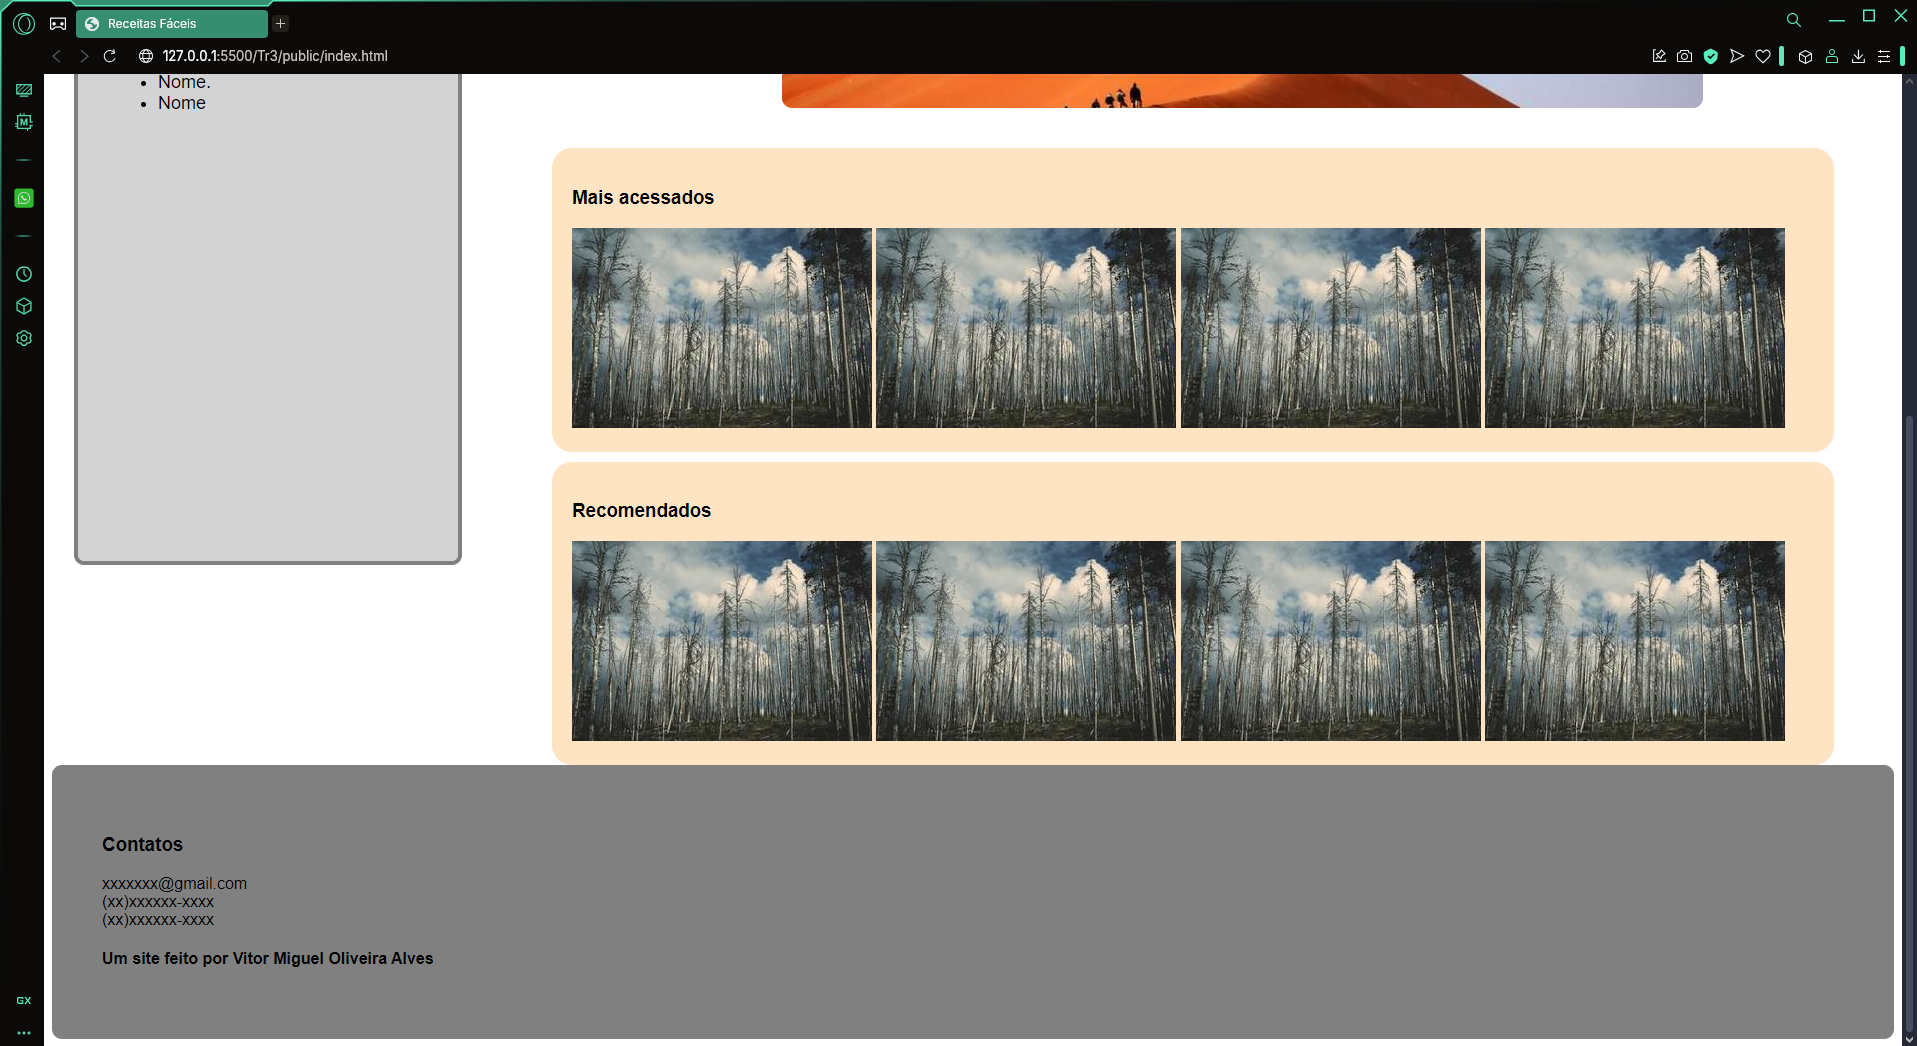 Receitas Fáceis
127.0.0.1:5500/Tr3/public/index.html
M
Nome.
Nome
Mais acessados
Recomendados
Contatos
xxxxxxx@gmail.com
(xx)xxxxxx-xxxx
(xx)xxxxxx-xxxx
Um site feito por Vitor Miguel Oliveira Alves
GX